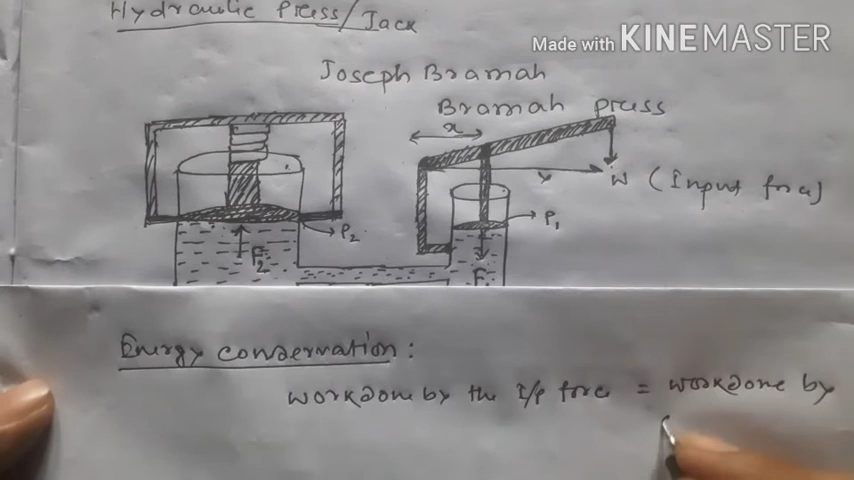 Hydraulic Press/Jack
Made with KINEMASTER
Joseph Bramah
Bramah press
x
y
W (Input force)
P1
P2
F2
F
Energy conservation:
workdone by the I/P force = workdone by